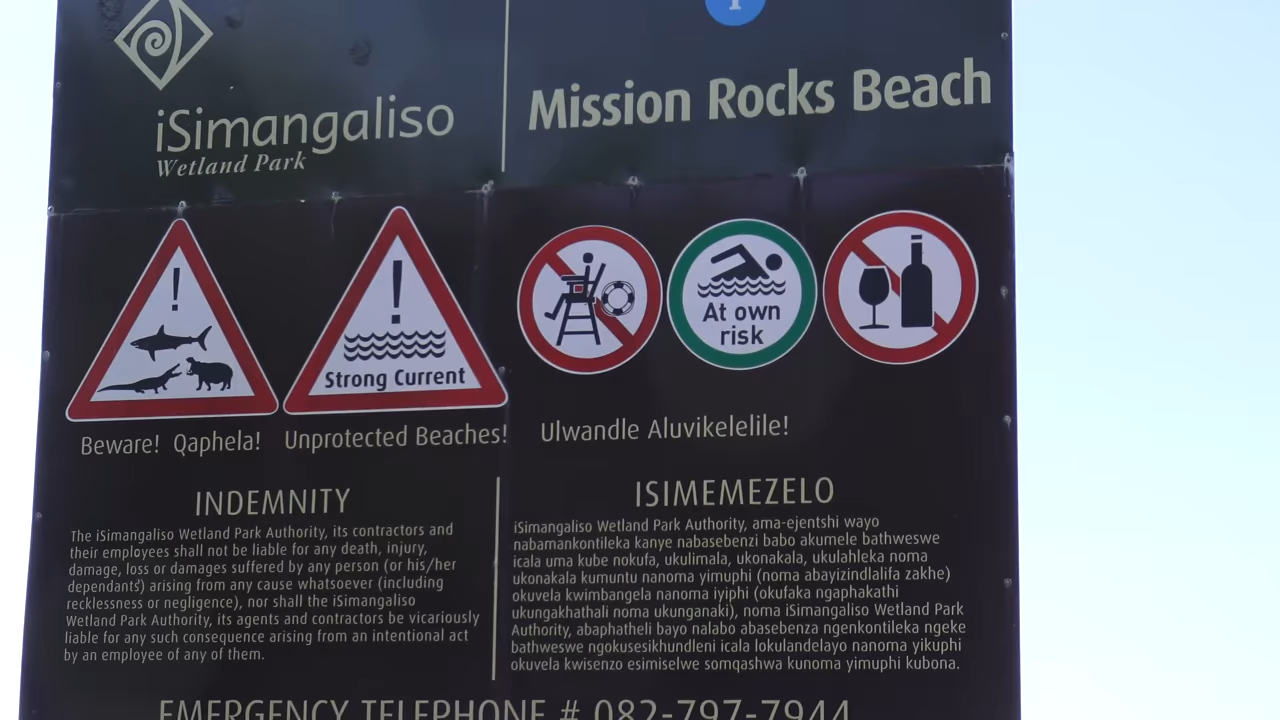 iSimangaliso
Wetland Park
Mission Rocks Beach
!
!
Strong Current
At own
risk
Beware! Qaphela!
Unprotected Beaches!
Ulwandle Aluvikelelile!
INDEMNITY
The iSimangaliso Wetland Park Authority, its contractors and
their employees shall not be liable for any death, injury,
damage, loss or damages suffered by any person (or his/her
dependants) arising from any cause whatsoever (including
recklessness or negligence), nor shall the iSimangaliso
Wetland Park Authority, its agents and contractors be vicariously
liable for any such consequence arising from an intentional act
by an employee of any of them.
ISIMEMEZELO
iSimangaliso Wetland Park Authority, ama-ejentshi wayo
nabamankontileka kanye nabasebenzi babo akumele bathweswe
icala uma kube nokufa, ukulimala, ukonakala, ukulahleka noma
ukonakala kumuntu nanoma yimuphi (noma abayizindlalifa zakhe)
okuvela kwimbangela nanoma iyiphi (okufaka ngaphakathi
ukungakhathali noma ukunganaki), noma iSimangaliso Wetland Park
Authority, abaphatheli bayo nalabo abasebenza ngenkontileka ngeke
bathweswe ngokusesikhundleni icala lokulandelayo nanoma yikuphi
okuvela kwisenzo esimiselwe somqashwa kunoma yimuphi kubona.
EMERGENCY TELEPHONE # 082-797-7944